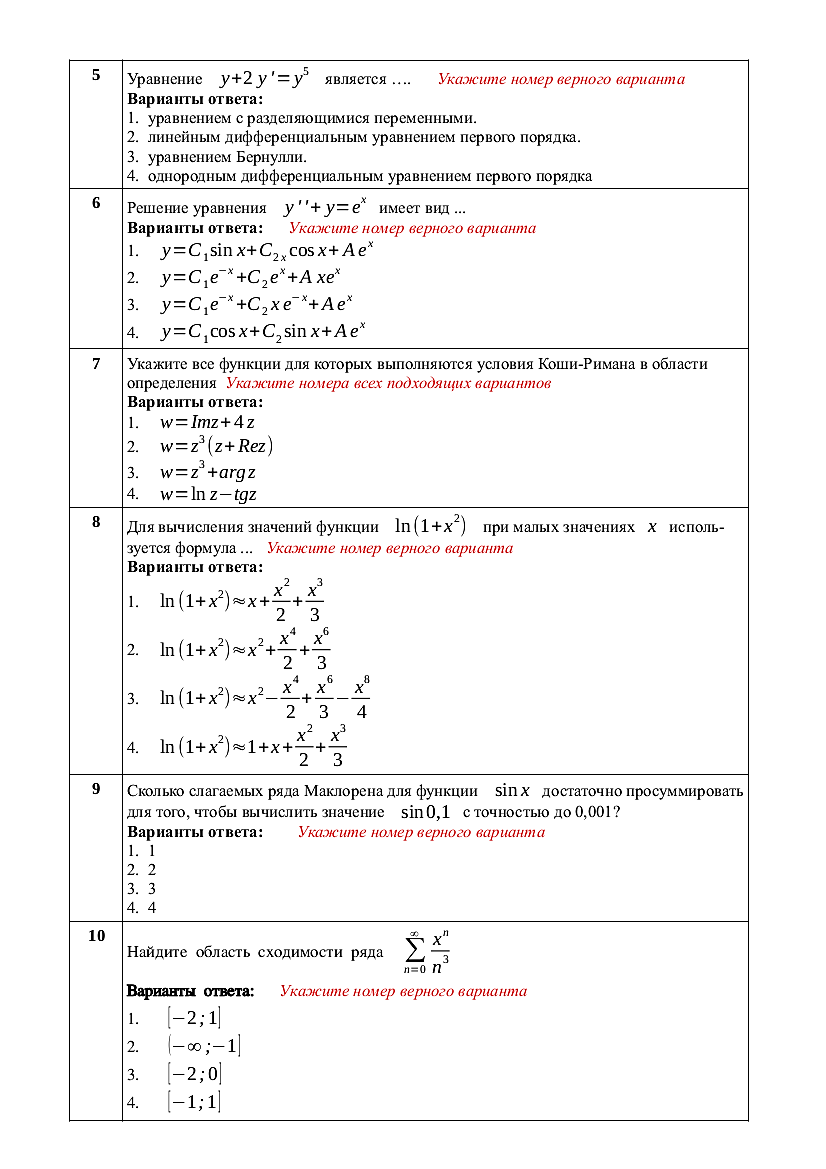 5
Уравнение y+2 y ' = y^5 является …. Укажите номер верного варианта
Варианты ответа:
1. уравнением с разделяющимися переменными.
2. линейным дифференциальным уравнением первого порядка.
3. уравнением Бернулли.
4. однородным дифференциальным уравнением первого порядка
6
Решение уравнения y ' ' + y = e^x имеет вид ...
Варианты ответа: Укажите номер верного варианта
1. y=C_1 sin x+C_{2 x} cos x+ A e^x
2. y=C_1 e^{−x} +C_2 e^x +A xe^x
3. y=C_1 e^{−x} +C_2 x e^{−x} + A e^x
4. y=C_1 cos x+C_2 sin x+ A e^x
7
Укажите все функции для которых выполняются условия Коши-Римана в области
определения Укажите номера всех подходящих вариантов
Варианты ответа:
1. w=Imz+4 z
2. w=z^3 (z+Rez)
3. w=z^3 +arg z
4. w=ln z−tgz
8
Для вычисления значений функции ln(1+x^2) при малых значениях x исполь-
зуется формула ... Укажите номер верного варианта
Варианты ответа:
1. ln(1+x^2)≈x+x^2/2+x^3/3
2. ln(1+x^2)≈x^2+x^4/2+x^6/3
3. ln(1+x^2)≈x^2−x^4/2+x^6/3−x^8/4
4. ln(1+x^2)≈1+x+x^2/2+x^3/3
9
Сколько слагаемых ряда Маклорена для функции sin x достаточно просуммировать
для того, чтобы вычислить значение sin 0,1 с точностью до 0,001?
Варианты ответа: Укажите номер верного варианта
1. 1
2. 2
3. 3
4. 4
10
Найдите область сходимости ряда ∑_{n=0}^∞ x^n/n^3
Варианты ответа: Укажите номер верного варианта
1. [−2;1]
2. (−∞;−1]
3. [−2;0]
4. [−1;1]